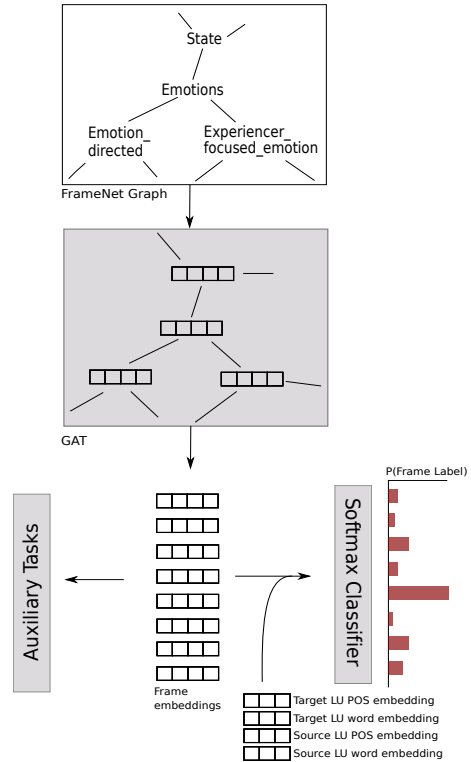 State
Emotions
Emotion_
directed
Experiencer_
focused_emotion
FrameNet Graph
GAT
P(Frame Label)
Auxiliary Tasks
Softmax Classifier
Frame
embeddings
Target LU POS embedding
Target LU word embedding
Source LU POS embedding
Source LU word embedding